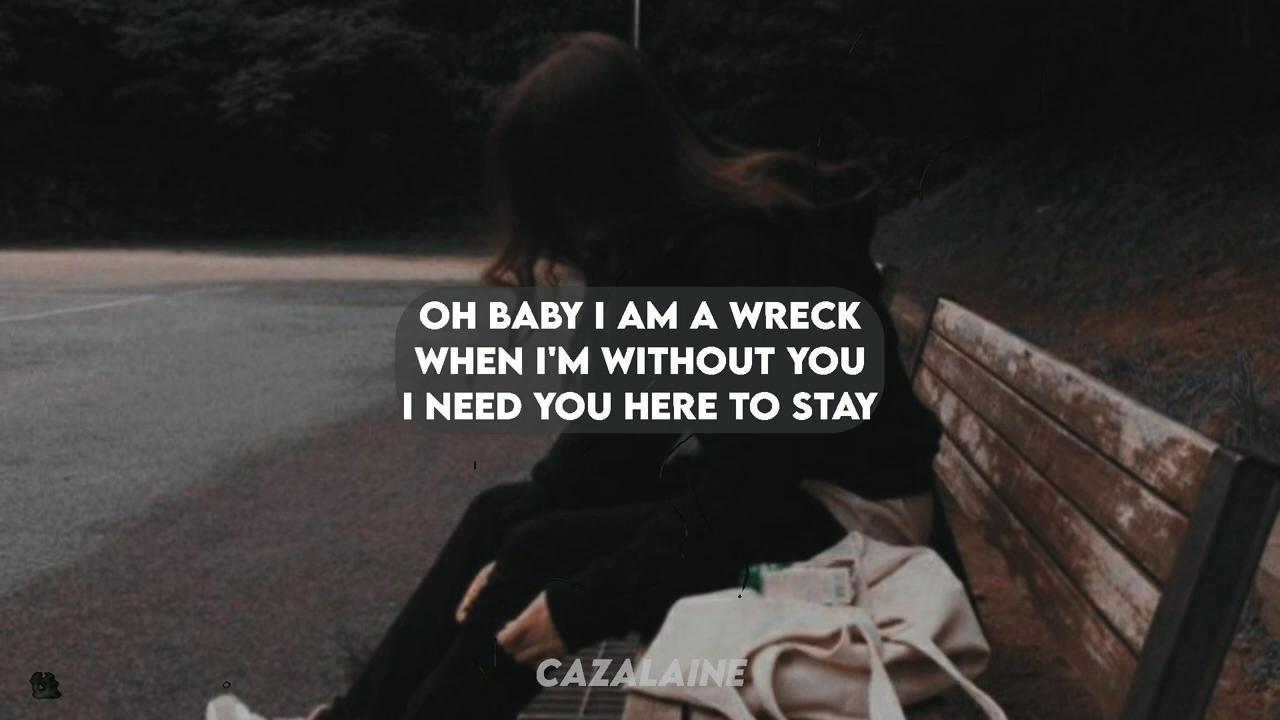 OH BABY I AM A WRECK
WHEN I'M WITHOUT YOU
I NEED YOU HERE TO STAY
CAZALAINE